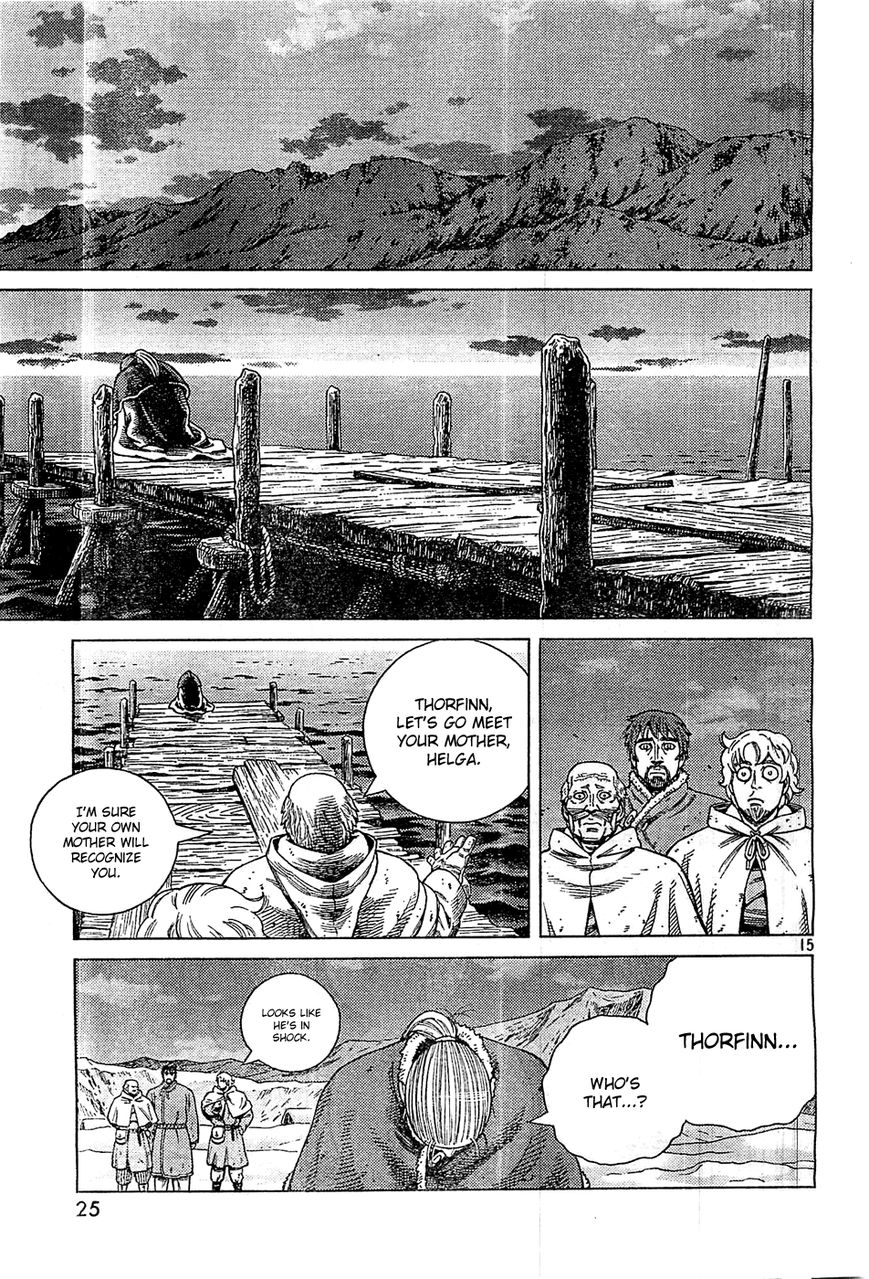 THORFINN,
LET'S GO MEET
YOUR MOTHER,
HELGA.
I'M SURE
YOUR OWN
MOTHER WILL
RECOGNIZE
YOU.
15
THORFINN...
WHO'S
THAT...?
LOOKS LIKE
HE'S IN
SHOCK.
25